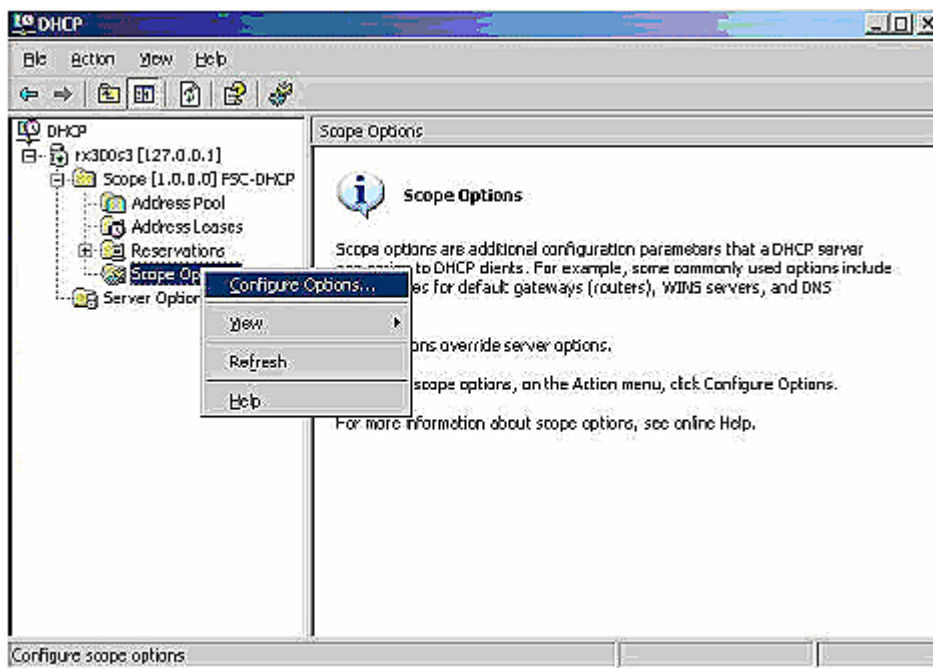 DHCP
File Action View Help
DHCP
rx300s3 [127.0.0.1]
Scope [1.0.0.0] FSC-DHCP
Address Pool
Address Leases
Reservations
Scope Op
Server Option
Configure Options...
View
Refresh
Help
Scope Options
Scope Options
Scope options are additional configuration parameters that a DHCP server
to DHCP clients. For example, some commonly used options include
es for default gateways (routers), WINS servers, and DNS
ons override server options.
scope options, on the Action menu, click Configure Options.
For more information about scope options, see online Help.
Configure scope options